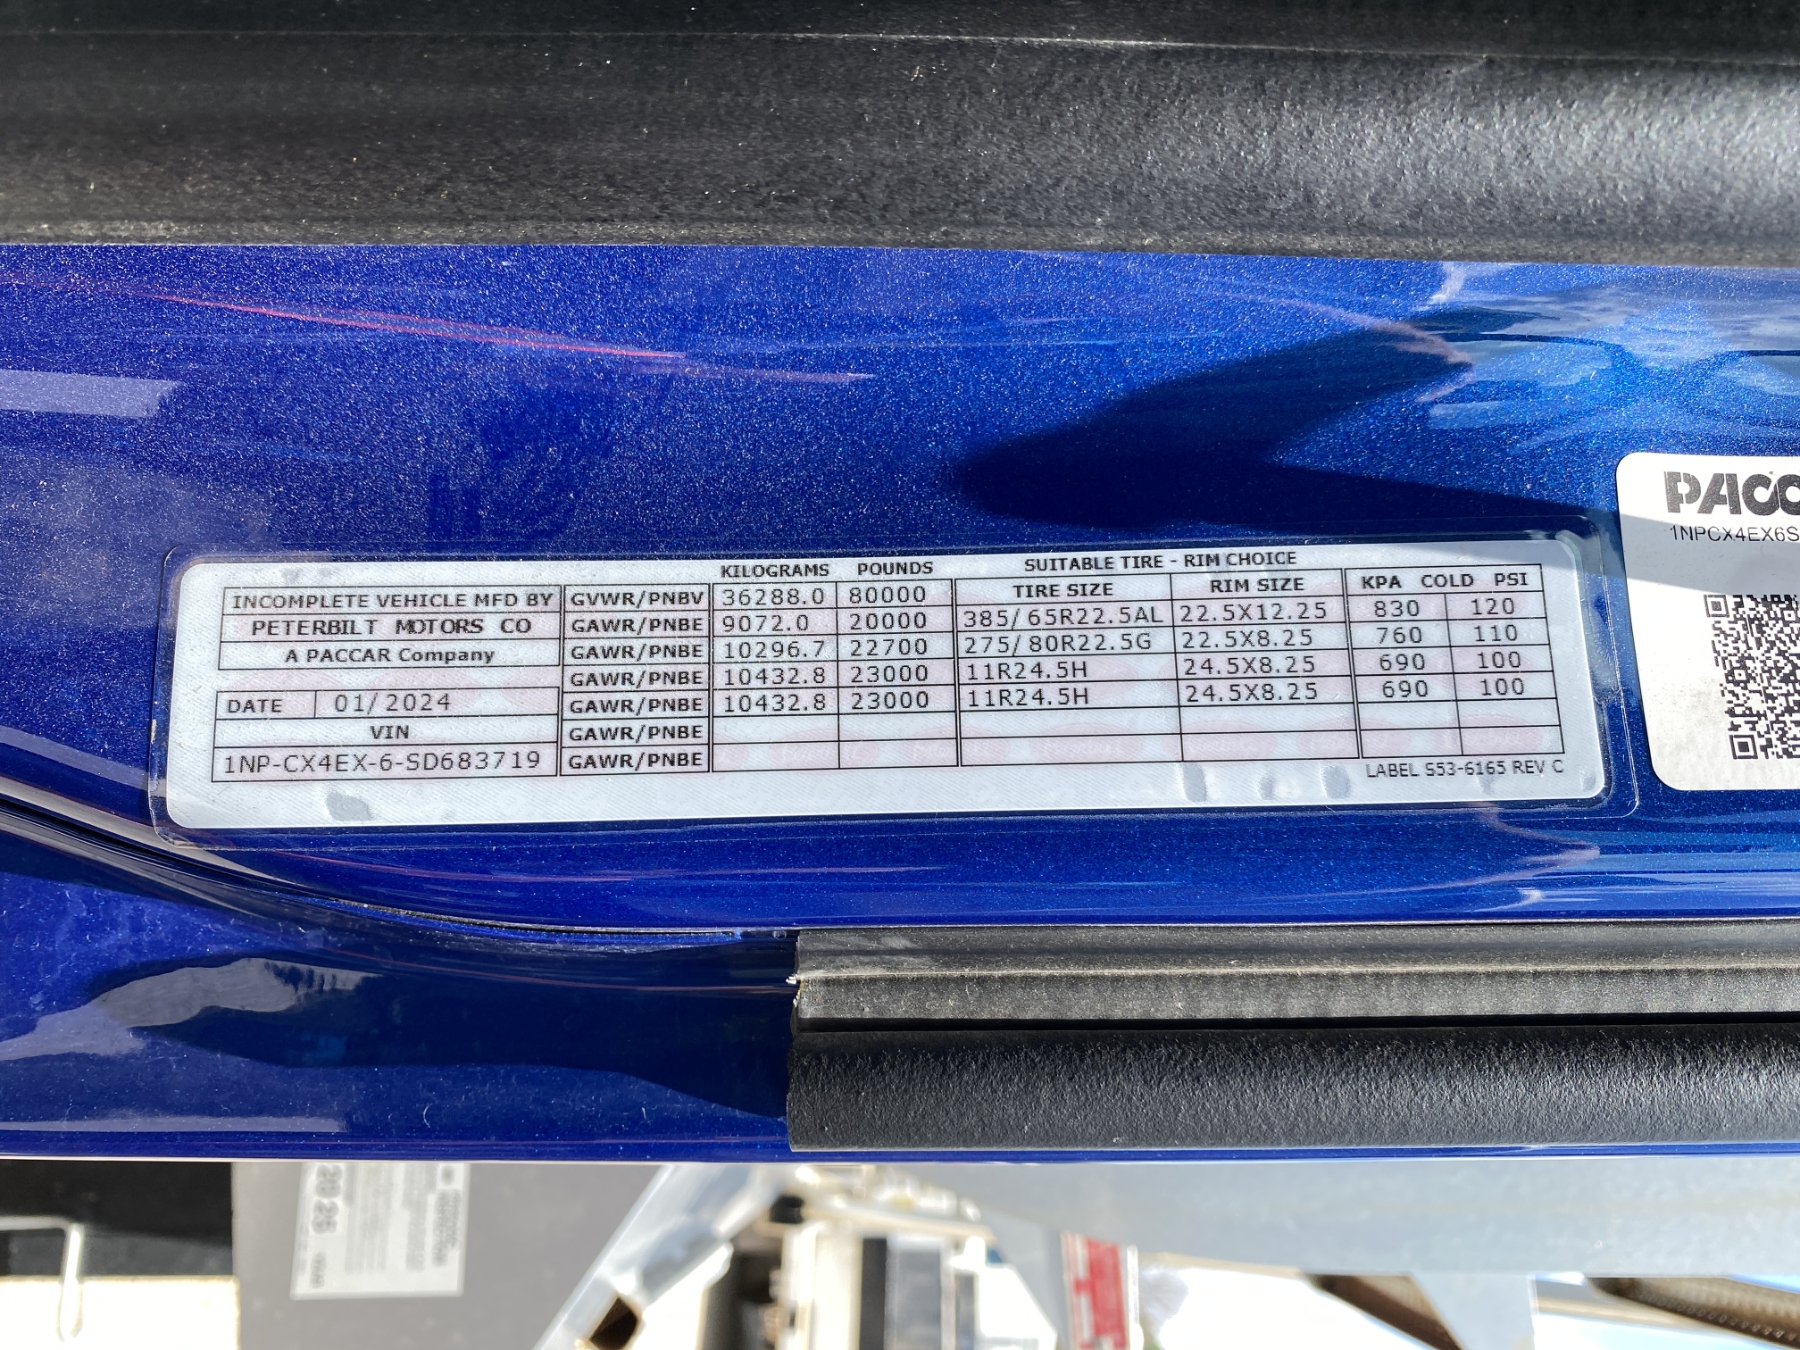 KILOGRAMS POUNDS SUITABLE TIRE - RIM CHOICE
INCOMPLETE VEHICLE MFD BY GVWR/PNBV 36288.0 80000 TIRE SIZE RIM SIZE KPA COLD PSI
PETERBILT MOTORS CO GAWR/PNBE 9072.0 20000 385/65R22.5AL 22.5X12.25 830 120
A PACCAR Company GAWR/PNBE 10296.7 22700 275/80R22.5G 22.5X8.25 760 110
GAWR/PNBE 10432.8 23000 11R24.5H 24.5X8.25 690 100
DATE 01/2024 GAWR/PNBE 10432.8 23000 11R24.5H 24.5X8.25 690 100
VIN GAWR/PNBE
1NP-CX4EX-6-SD683719 GAWR/PNBE
LABEL S53-6165 REV C
PACC
1NPCX4EX6S
2025